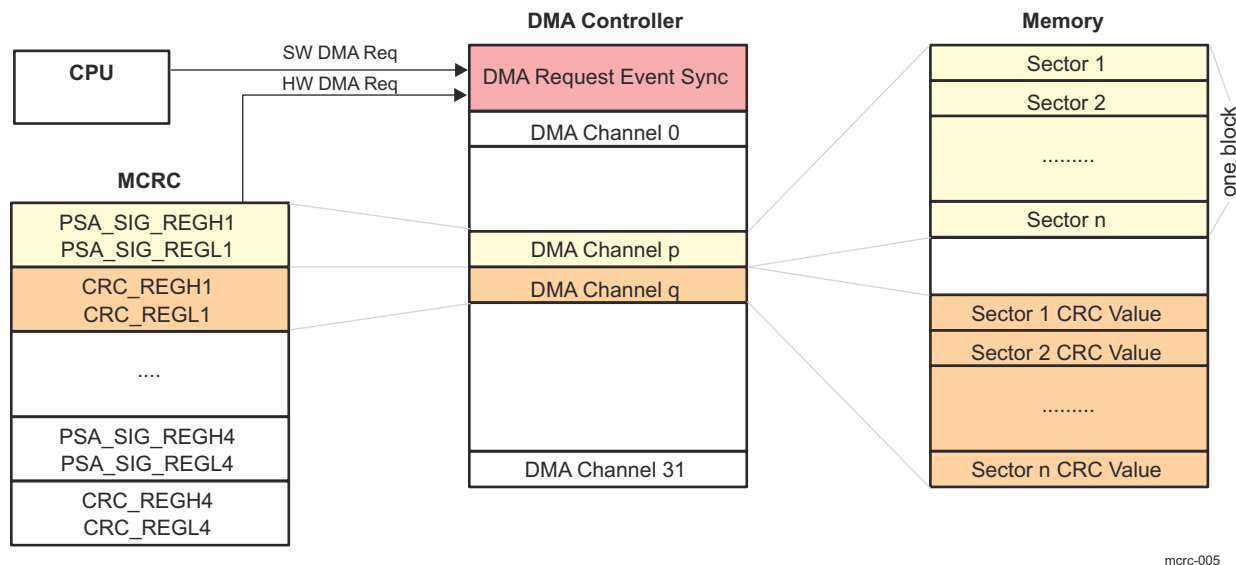 DMA Controller
Memory
CPU
SW DMA Req
HW DMA Req
DMA Request Event Sync
DMA Channel 0
DMA Channel p
DMA Channel q
DMA Channel 31
MCRC
PSA_SIG_REGH1
PSA_SIG_REGL1
CRC_REGH1
CRC_REGL1
....
PSA_SIG_REGH4
PSA_SIG_REGL4
CRC_REGH4
CRC_REGL4
Sector 1
Sector 2
.........
Sector n
one block
Sector 1 CRC Value
Sector 2 CRC Value
.........
Sector n CRC Value
mcrc-005